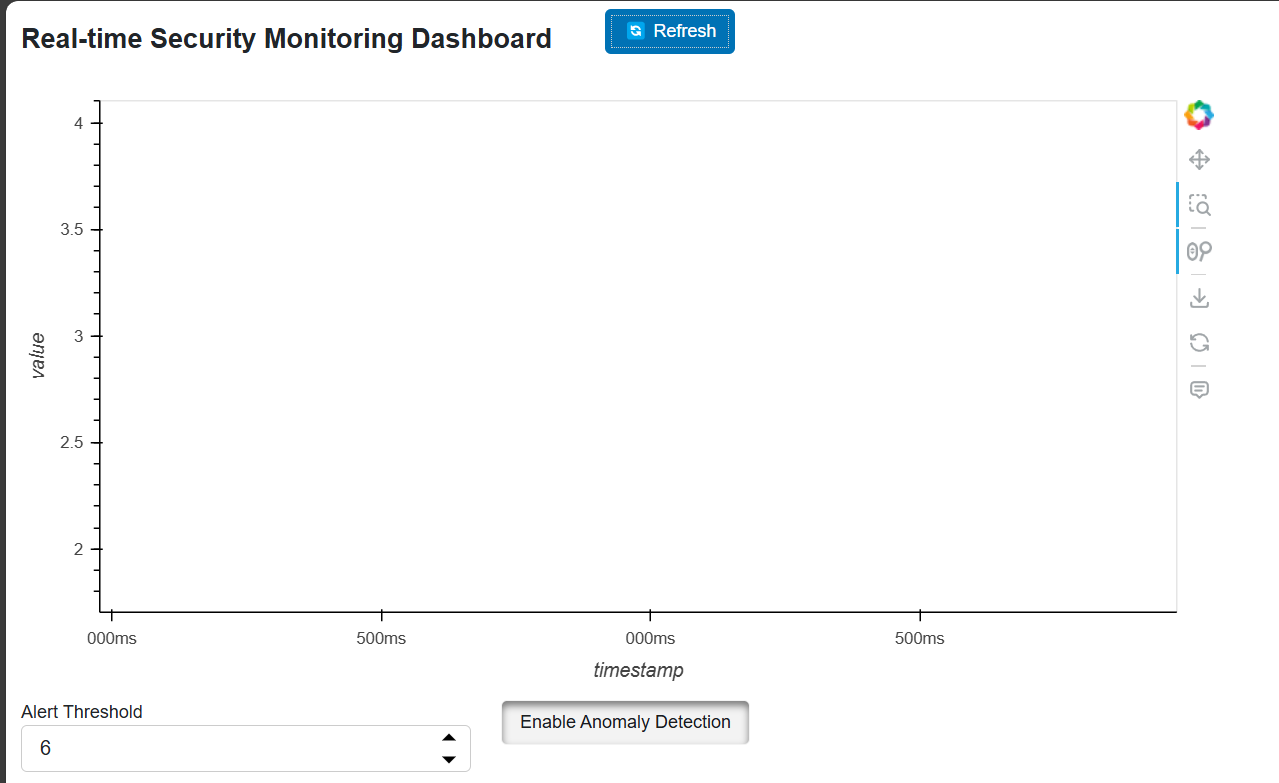 Real-time Security Monitoring Dashboard
Refresh
4
3.5
3
2.5
2
value
000ms 500ms 000ms 500ms
timestamp
Alert Threshold
6
Enable Anomaly Detection